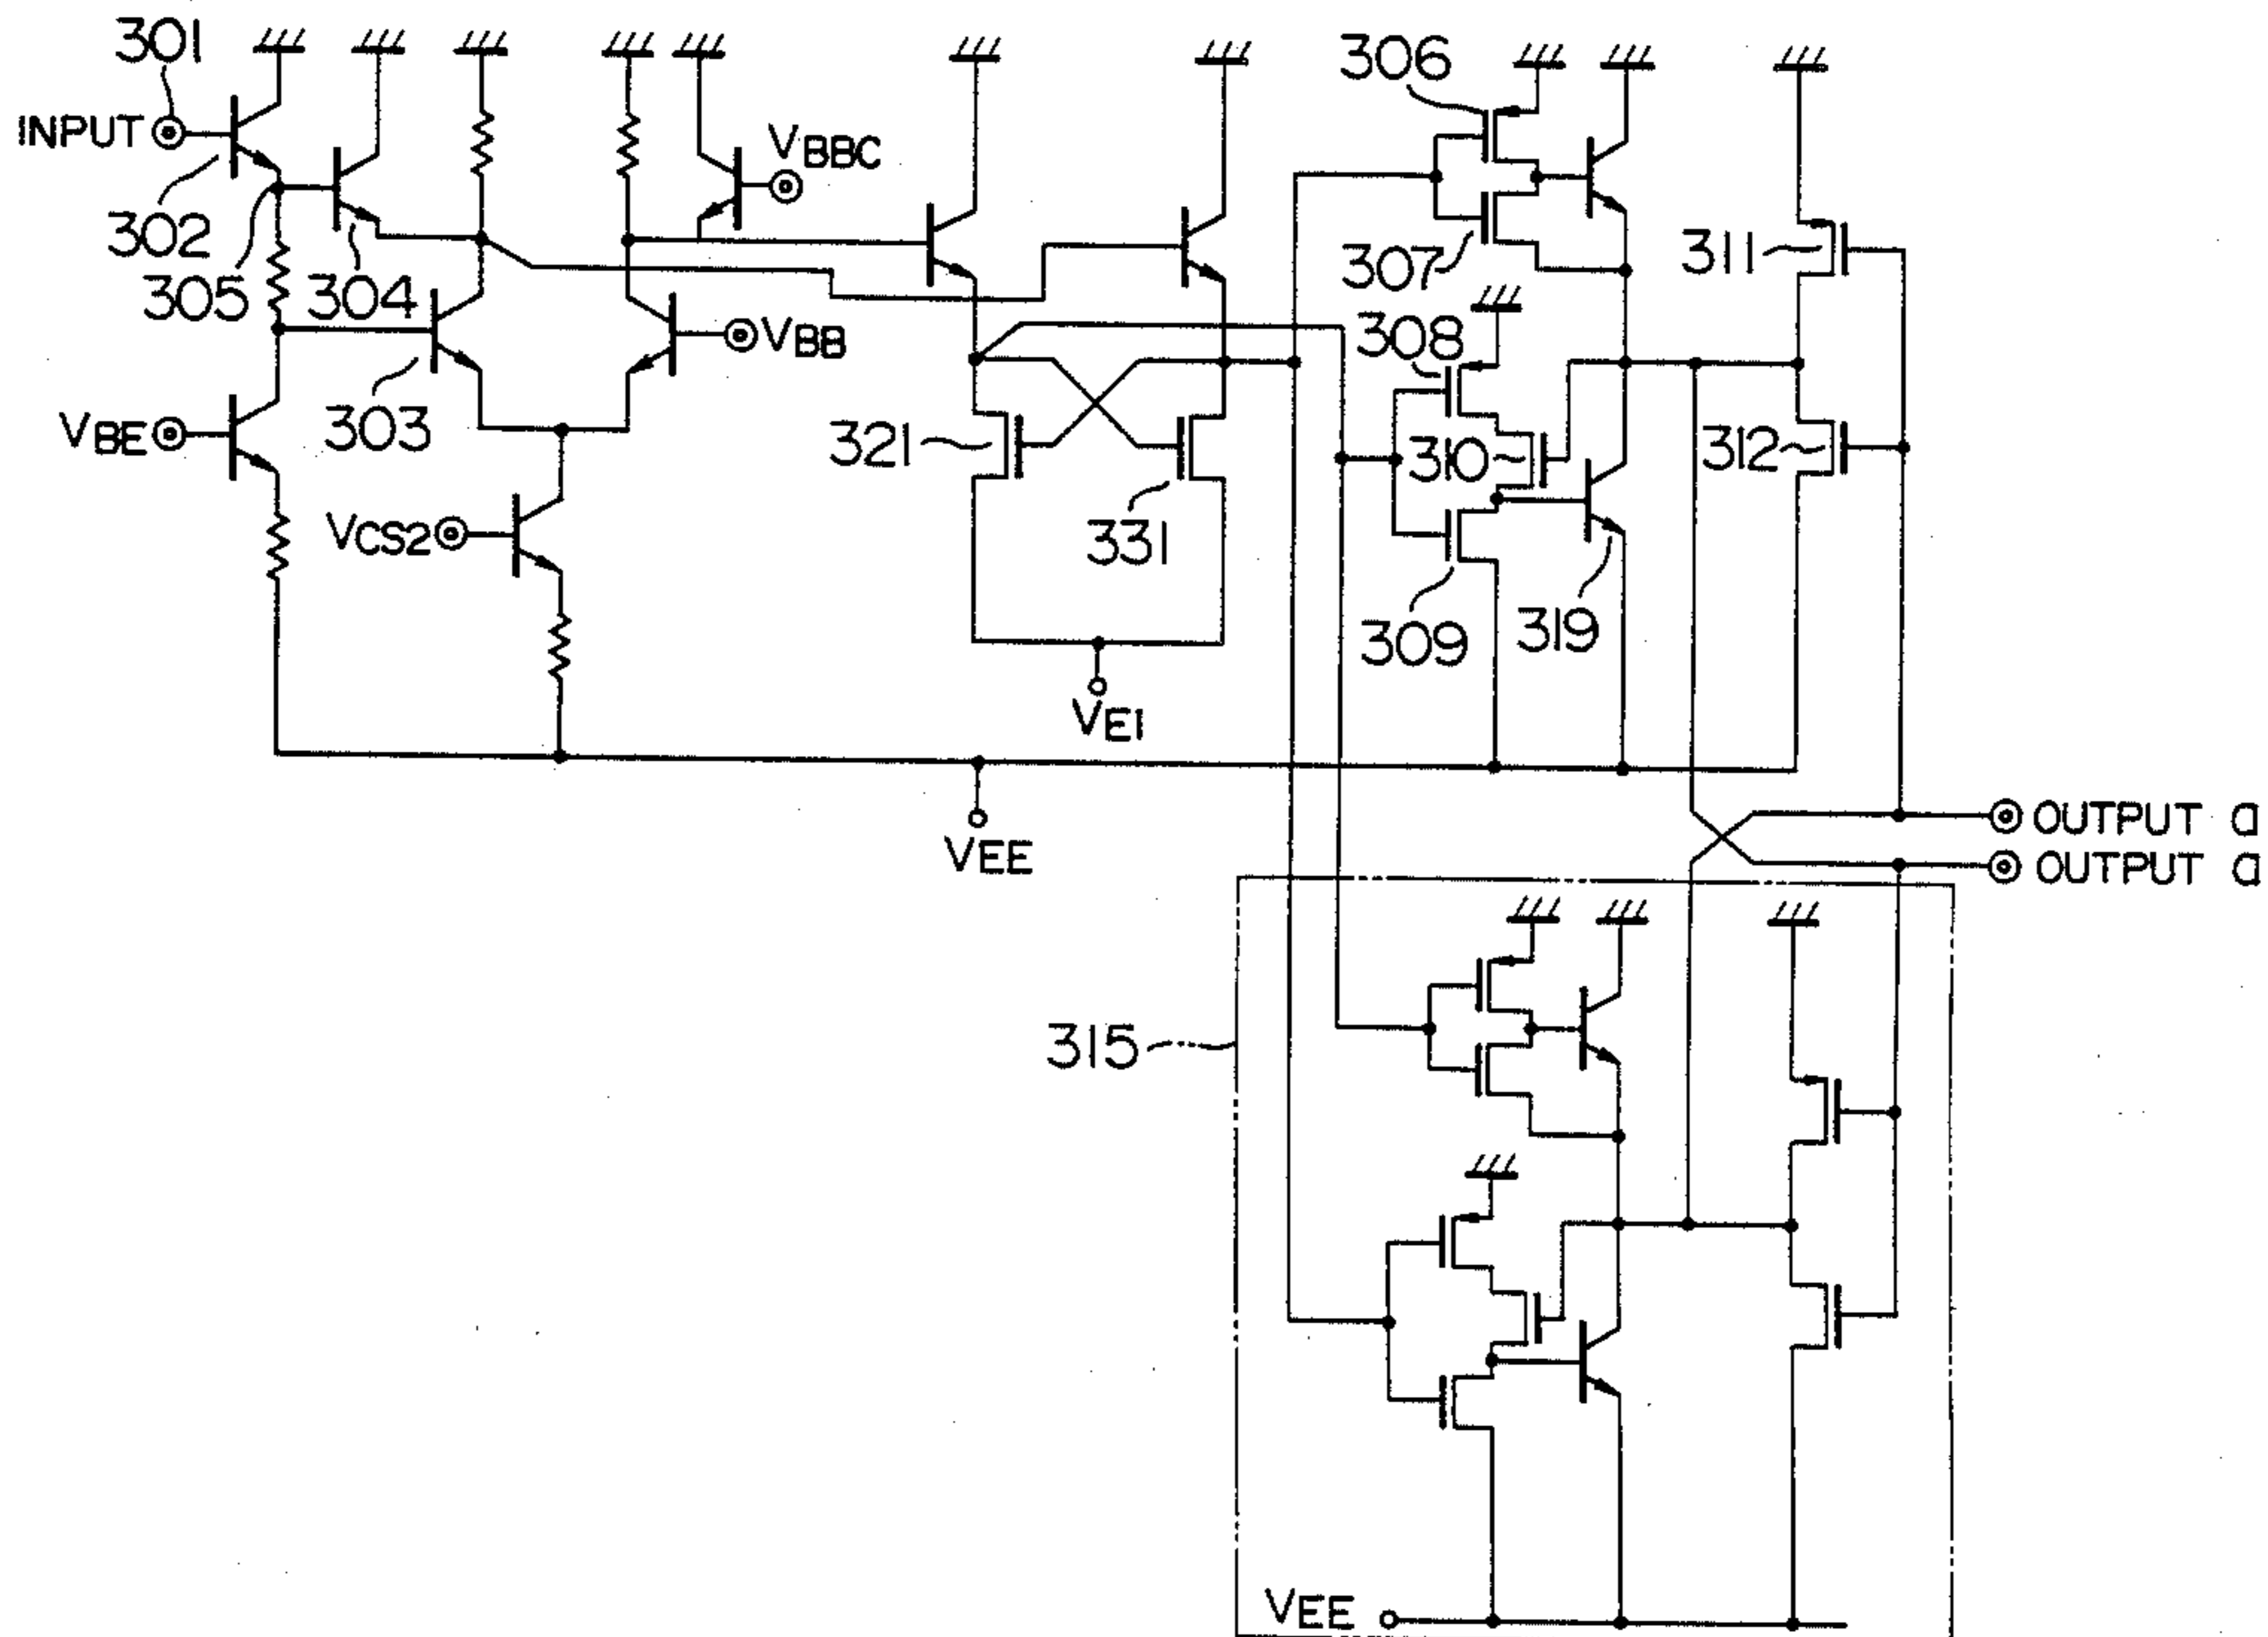 301
INPUT
302
305
304
VBBC
306
307
311
308
VBB
303
VBE
321
310
312
VCS2
331
309
319
VE1
VEE
OUTPUT a
OUTPUT a
315
VEE